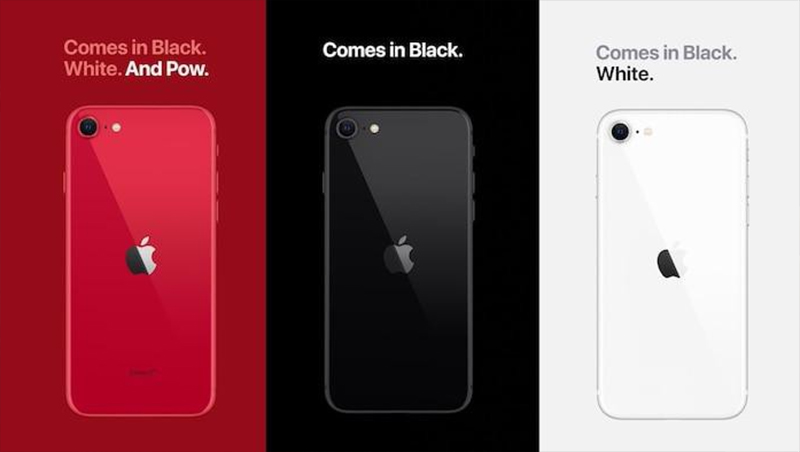 Comes in Black.
White. And Pow.
Comes in Black.
Comes in Black.
White.